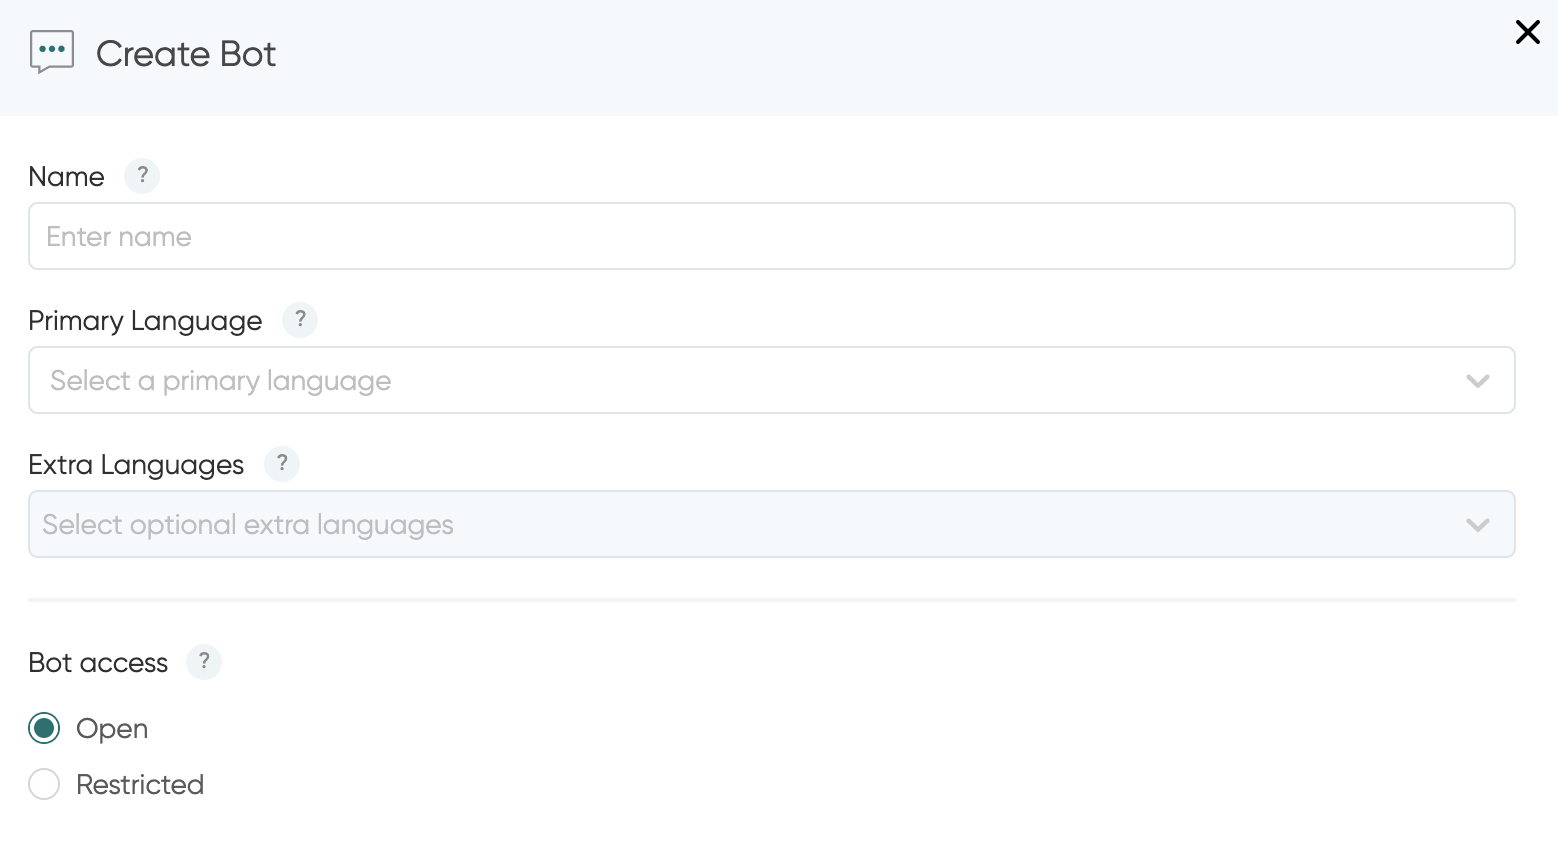 Create Bot
Name ?
Enter name
Primary Language ?
Select a primary language
Extra Languages ?
Select optional extra languages
Bot access ?
Open
Restricted